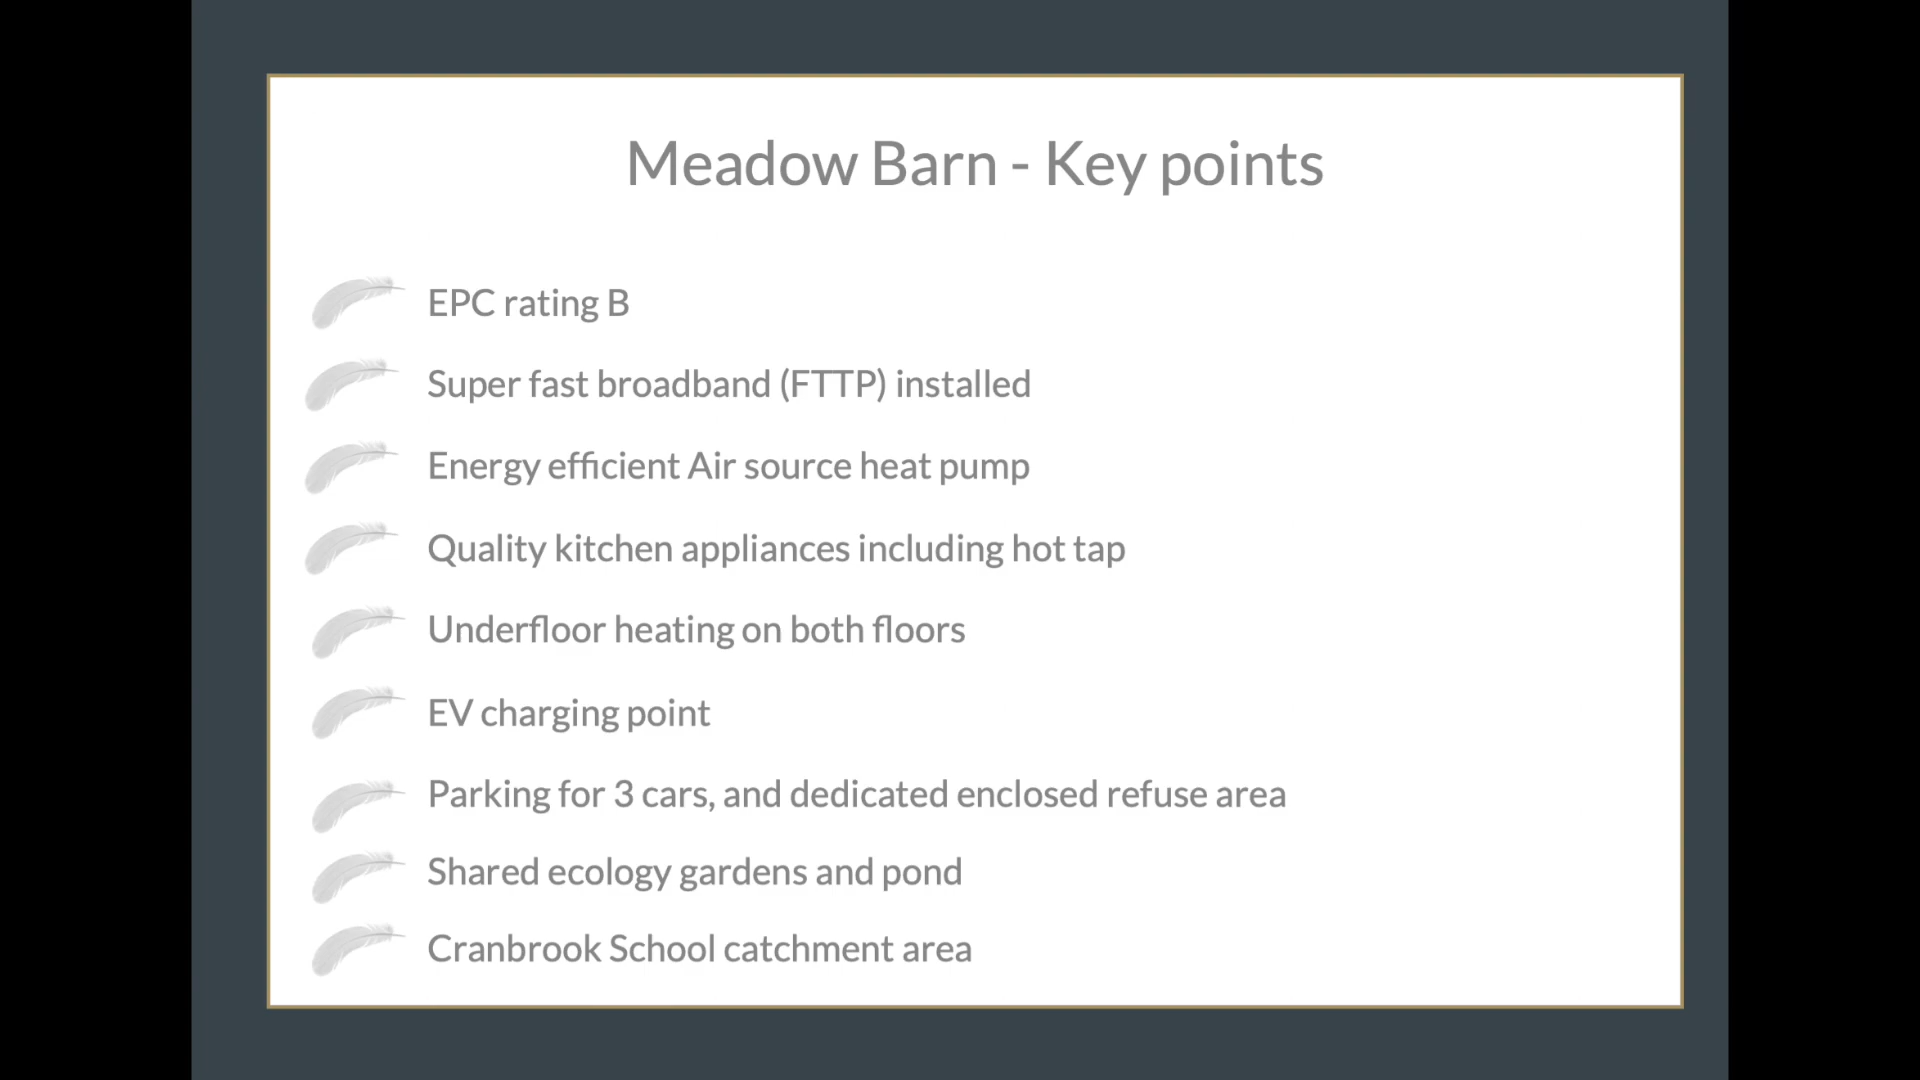 Meadow Barn - Key points
EPC rating B
Super fast broadband (FTTP) installed
Energy efficient Air source heat pump
Quality kitchen appliances including hot tap
Underfloor heating on both floors
EV charging point
Parking for 3 cars, and dedicated enclosed refuse area
Shared ecology gardens and pond
Cranbrook School catchment area